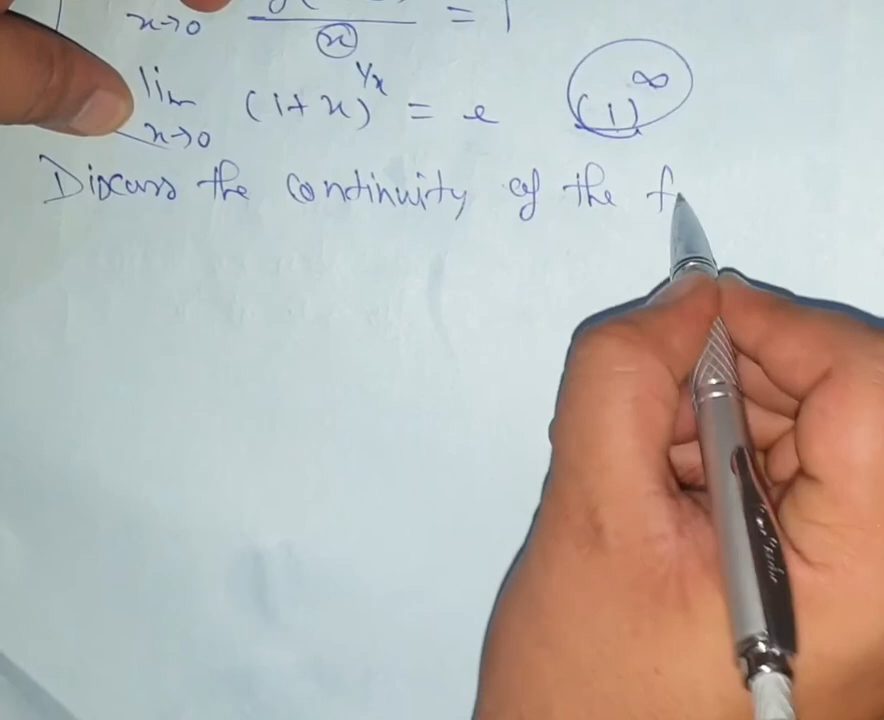 x→0 x = 1
lim x→0 (1+x)^1/x = e (1)^∞
Discuss the continuity of the f